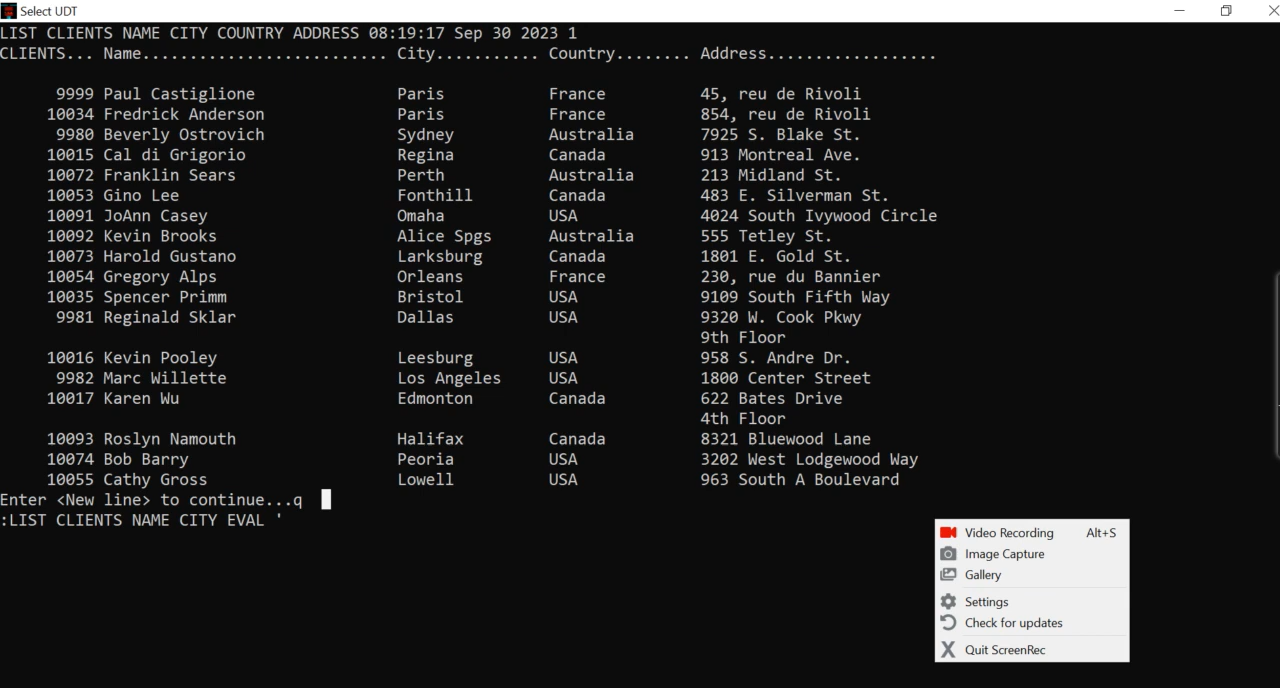 Select UDT
LIST CLIENTS NAME CITY COUNTRY ADDRESS 08:19:17 Sep 30 2023 1
CLIENTS... Name.......................... City........... Country........ Address..................
9999 Paul Castiglione Paris France 45, reu de Rivoli
10034 Fredrick Anderson Paris France 854, reu de Rivoli
9980 Beverly Ostrovich Sydney Australia 7925 S. Blake St.
10015 Cal di Grigorio Regina Canada 913 Montreal Ave.
10072 Franklin Sears Perth Australia 213 Midland St.
10053 Gino Lee Fonthill Canada 483 E. Silverman St.
10091 JoAnn Casey Omaha USA 4024 South Ivywood Circle
10092 Kevin Brooks Alice Spgs Australia 555 Tetley St.
10073 Harold Gustano Larksburg Canada 1801 E. Gold St.
10054 Gregory Alps Orleans France 230, rue du Bannier
10035 Spencer Primm Bristol USA 9109 South Fifth Way
9981 Reginald Sklar Dallas USA 9320 W. Cook Pkwy
9th Floor
10016 Kevin Pooley Leesburg USA 958 S. Andre Dr.
9982 Marc Willette Los Angeles USA 1800 Center Street
10017 Karen Wu Edmonton Canada 622 Bates Drive
4th Floor
10093 Roslyn Namouth Halifax Canada 8321 Bluewood Lane
10074 Bob Barry Peoria USA 3202 West Lodgewood Way
10055 Cathy Gross Lowell USA 963 South A Boulevard
Enter <New line> to continue...q
:LIST CLIENTS NAME CITY EVAL '
Video Recording Alt+S
Image Capture
Gallery
Settings
Check for updates
Quit ScreenRec